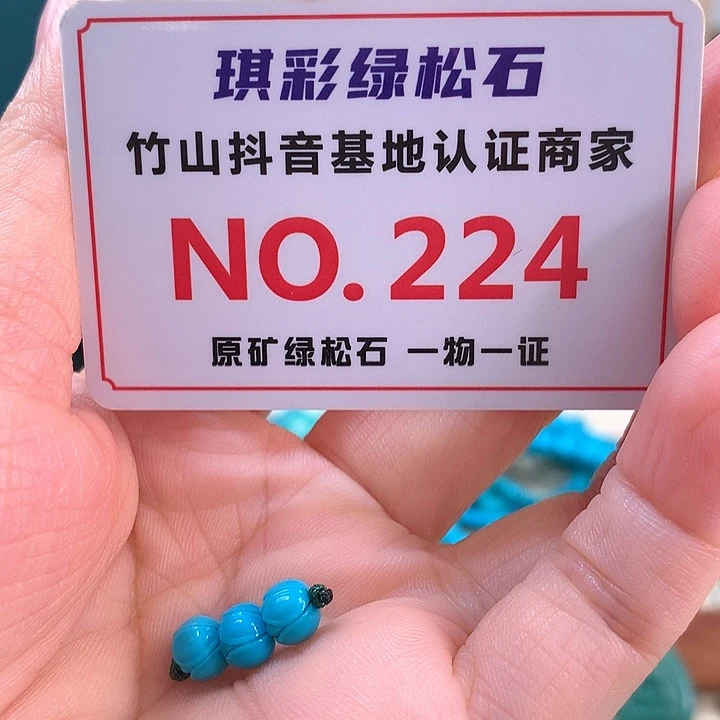 琪彩绿松石
竹山抖音基地认证商家
NO.224
原矿绿松石 一物一证